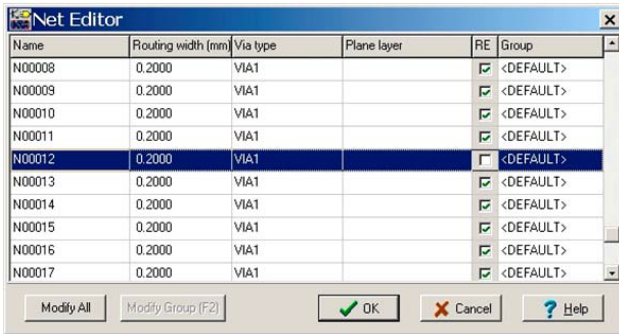 Net Editor
Name Routing width (mm) Via type Plane layer RE Group
N00008 0.2000 VIA1 <DEFAULT>
N00009 0.2000 VIA1 <DEFAULT>
N00010 0.2000 VIA1 <DEFAULT>
N00011 0.2000 VIA1 <DEFAULT>
N00012 0.2000 VIA1 <DEFAULT>
N00013 0.2000 VIA1 <DEFAULT>
N00014 0.2000 VIA1 <DEFAULT>
N00015 0.2000 VIA1 <DEFAULT>
N00016 0.2000 VIA1 <DEFAULT>
N00017 0.2000 VIA1 <DEFAULT>
Modify All Modify Group (F2) OK Cancel Help